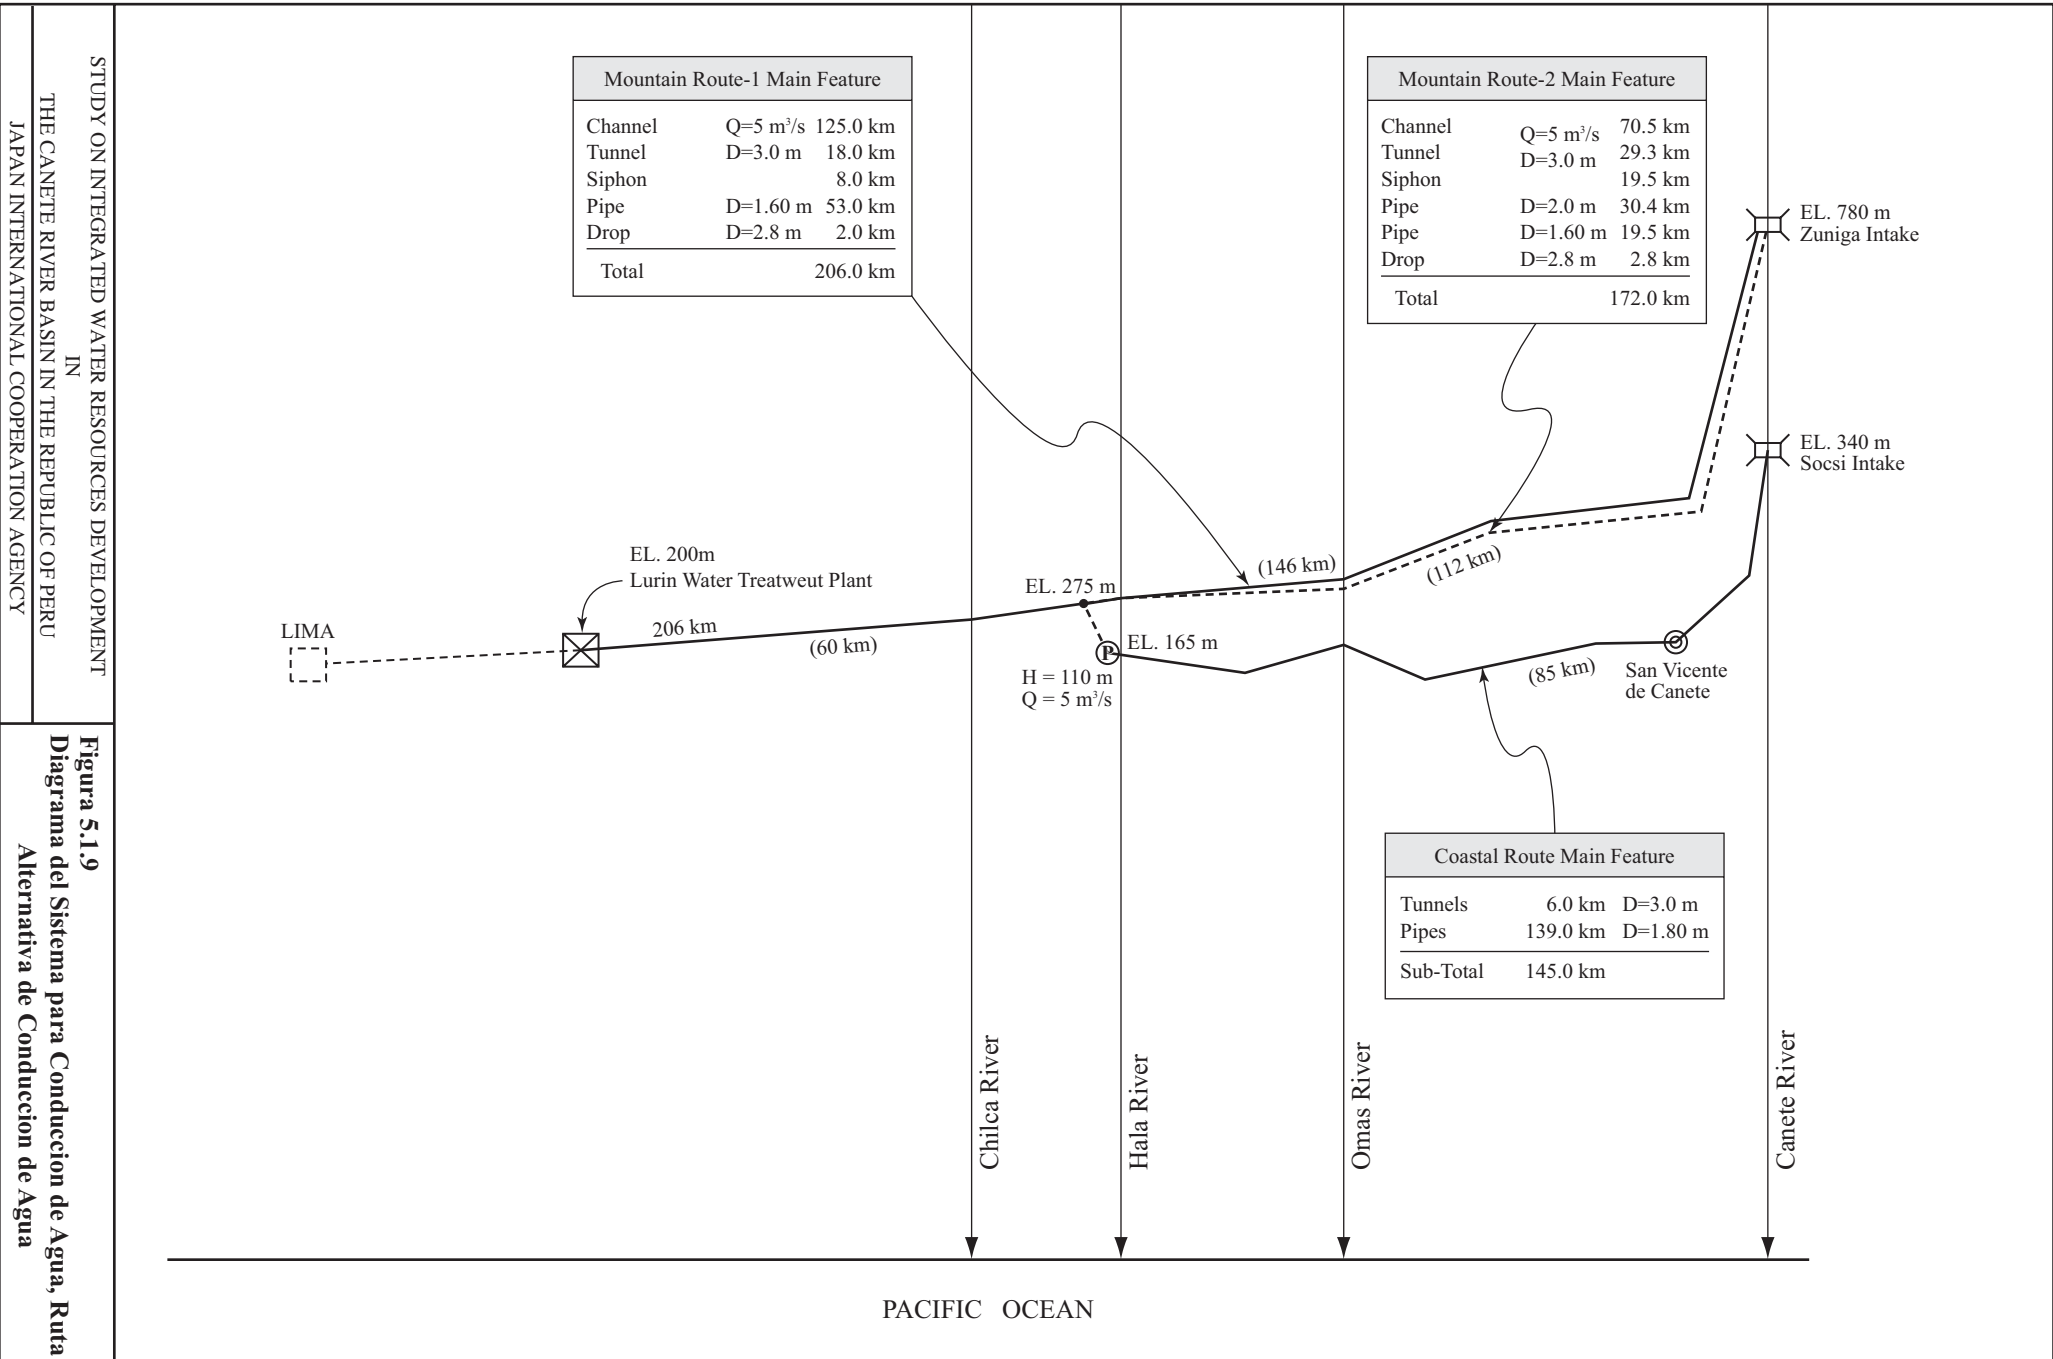 STUDY ON INTEGRATED WATER RESOURCES DEVELOPMENT
IN
THE CANETE RIVER BASIN IN THE REPUBLIC OF PERU
JAPAN INTERNATIONAL COOPERATION AGENCY
Figura 5.1.9
Diagrama del Sistema para Conduccion de Agua, Ruta
Alternativa de Conduccion de Agua
Mountain Route-1 Main Feature
Channel Q=5 m³/s 125.0 km
Tunnel D=3.0 m 18.0 km
Siphon 8.0 km
Pipe D=1.60 m 53.0 km
Drop D=2.8 m 2.0 km
Total 206.0 km
Mountain Route-2 Main Feature
Channel Q=5 m³/s 70.5 km
Tunnel D=3.0 m 29.3 km
Siphon 19.5 km
Pipe D=2.0 m 30.4 km
Pipe D=1.60 m 19.5 km
Drop D=2.8 m 2.8 km
Total 172.0 km
EL. 780 m
Zuniga Intake
EL. 340 m
Socsi Intake
EL. 200m
Lurin Water Treatweut Plant
LIMA
206 km
(60 km)
EL. 275 m
(146 km)
(112 km)
P
EL. 165 m
H = 110 m
Q = 5 m³/s
(85 km)
San Vicente
de Canete
Coastal Route Main Feature
Tunnels 6.0 km D=3.0 m
Pipes 139.0 km D=1.80 m
Sub-Total 145.0 km
Chilca River
Hala River
Omas River
Canete River
PACIFIC OCEAN